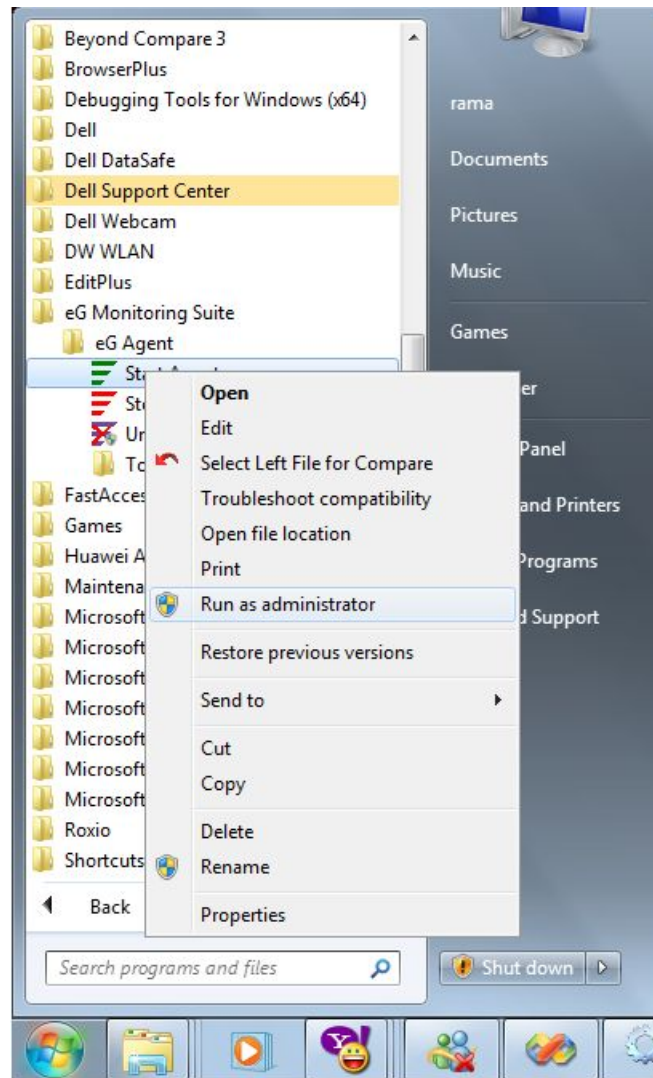 Beyond Compare 3
BrowserPlus
Debugging Tools for Windows (x64)
Dell
Dell DataSafe
Dell Support Center
Dell Webcam
DW WLAN
EditPlus
eG Monitoring Suite
eG Agent
FastAcces
Games
Huawei A
Maintena
Microsoft
Microsoft
Microsoft
Microsoft
Microsoft
Microsoft
Microsoft
Roxio
Shortcuts
Back
Search programs and files
Open
Edit
Select Left File for Compare
Troubleshoot compatibility
Open file location
Print
Run as administrator
Restore previous versions
Send to
Cut
Copy
Delete
Rename
Properties
rama
Documents
Pictures
Music
Games
er
Panel
and Printers
Programs
d Support
Shut down